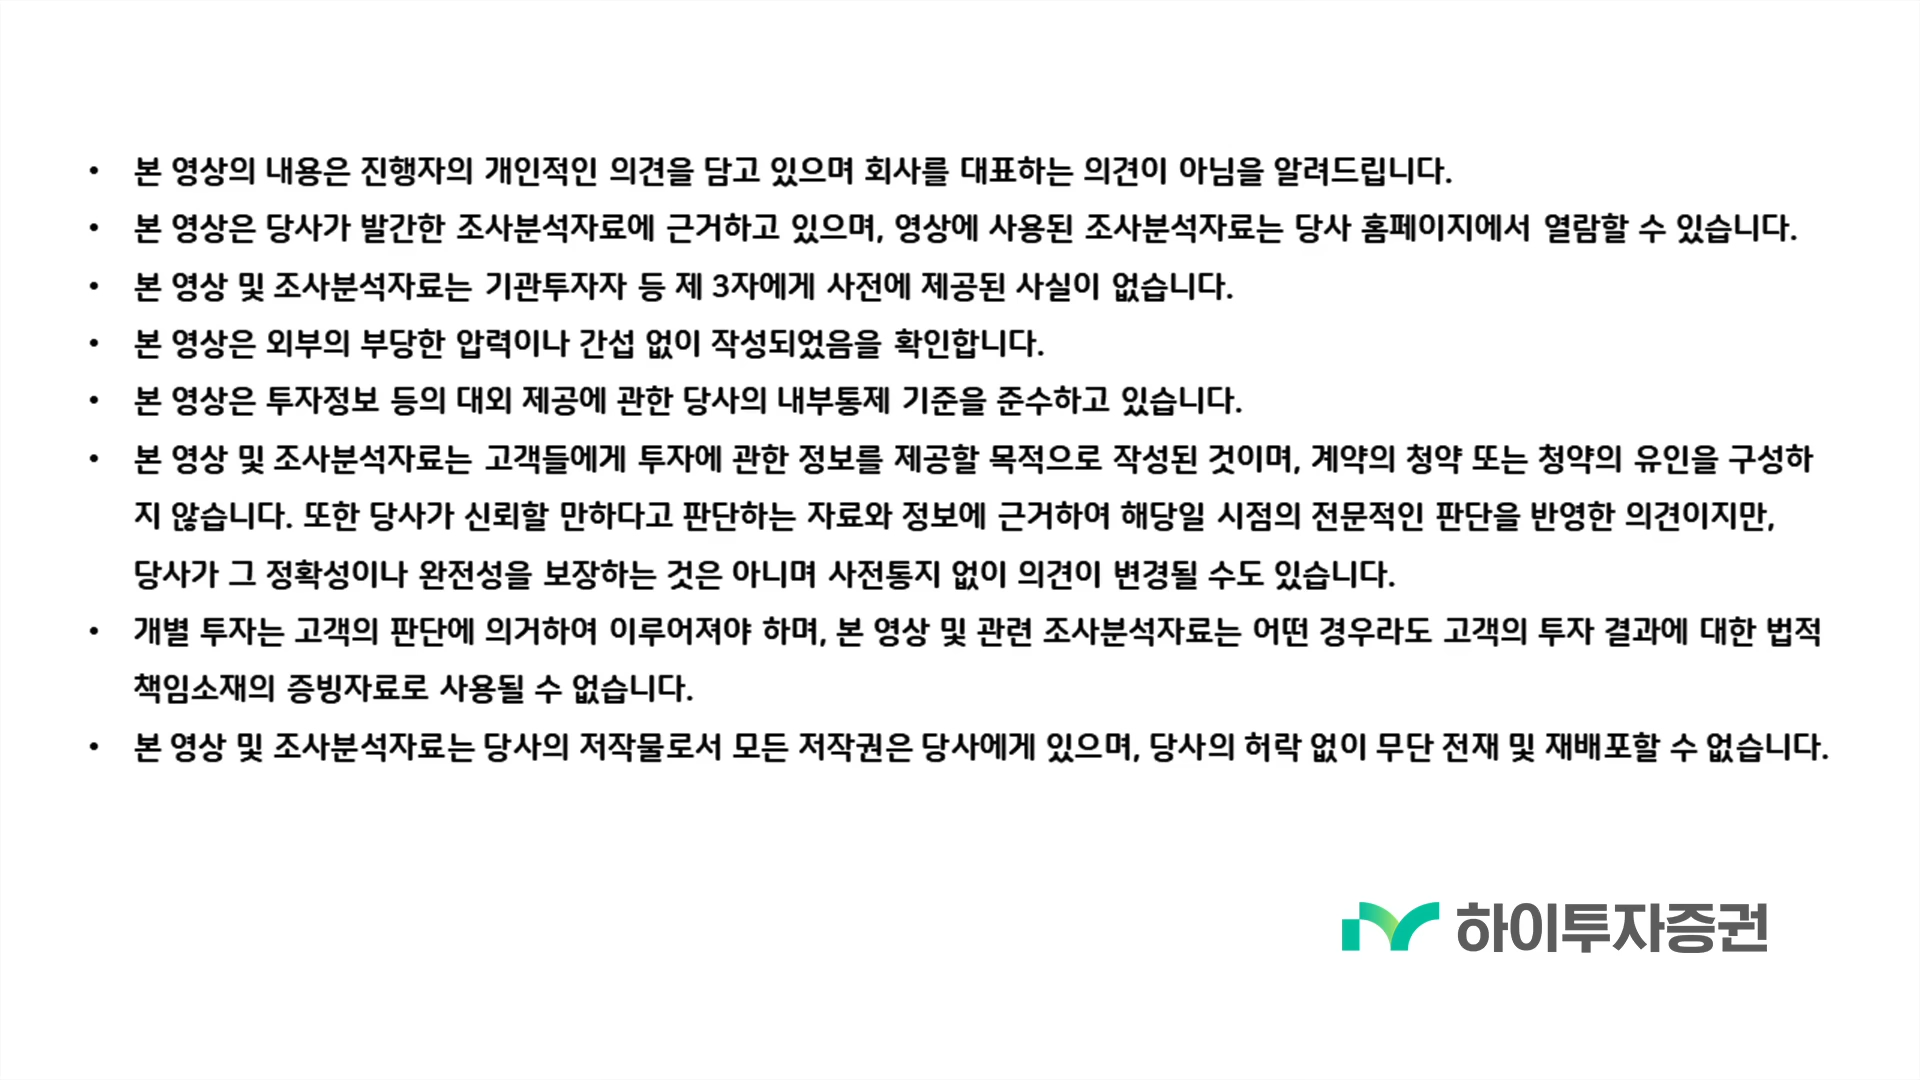 • 본 영상의 내용은 진행자의 개인적인 의견을 담고 있으며 회사를 대표하는 의견이 아님을 알려드립니다.
• 본 영상은 당사가 발간한 조사분석자료에 근거하고 있으며, 영상에 사용된 조사분석자료는 당사 홈페이지에서 열람할 수 있습니다.
• 본 영상 및 조사분석자료는 기관투자자 등 제 3자에게 사전에 제공된 사실이 없습니다.
• 본 영상은 외부의 부당한 압력이나 간섭 없이 작성되었음을 확인합니다.
• 본 영상은 투자정보 등의 대외 제공에 관한 당사의 내부통제 기준을 준수하고 있습니다.
• 본 영상 및 조사분석자료는 고객들에게 투자에 관한 정보를 제공할 목적으로 작성된 것이며, 계약의 청약 또는 청약의 유인을 구성하
지 않습니다. 또한 당사가 신뢰할 만하다고 판단하는 자료와 정보에 근거하여 해당일 시점의 전문적인 판단을 반영한 의견이지만,
당사가 그 정확성이나 완전성을 보장하는 것은 아니며 사전통지 없이 의견이 변경될 수도 있습니다.
• 개별 투자는 고객의 판단에 의거하여 이루어져야 하며, 본 영상 및 관련 조사분석자료는 어떤 경우라도 고객의 투자 결과에 대한 법적
책임소재의 증빙자료로 사용될 수 없습니다.
• 본 영상 및 조사분석자료는 당사의 저작물로서 모든 저작권은 당사에게 있으며, 당사의 허락 없이 무단 전재 및 재배포할 수 없습니다.
하이투자증권